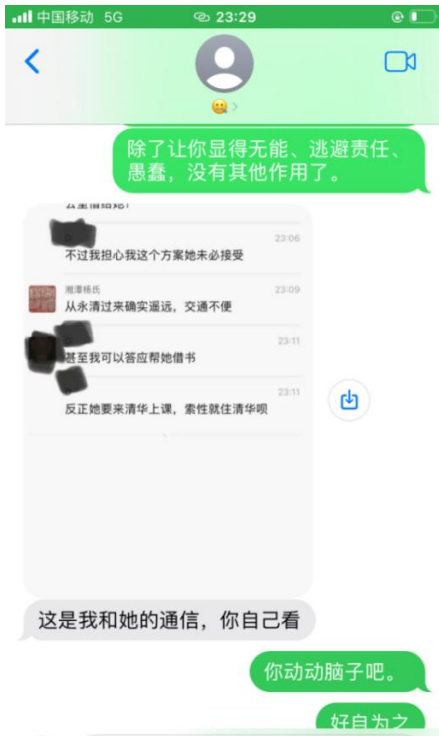 中国移动 5G 23:29
除了让你显得无能、逃避责任、
愚蠢，没有其他作用了。
23:06
不过我担心我这个方案她未必接受
湘潭杨氏 23:09
从永清过来确实遥远，交通不便
23:11
甚至我可以答应帮她借书
23:11
反正她要来清华上课，索性就住清华呗
这是我和她的通信，你自己看
你动动脑子吧。
好自为之